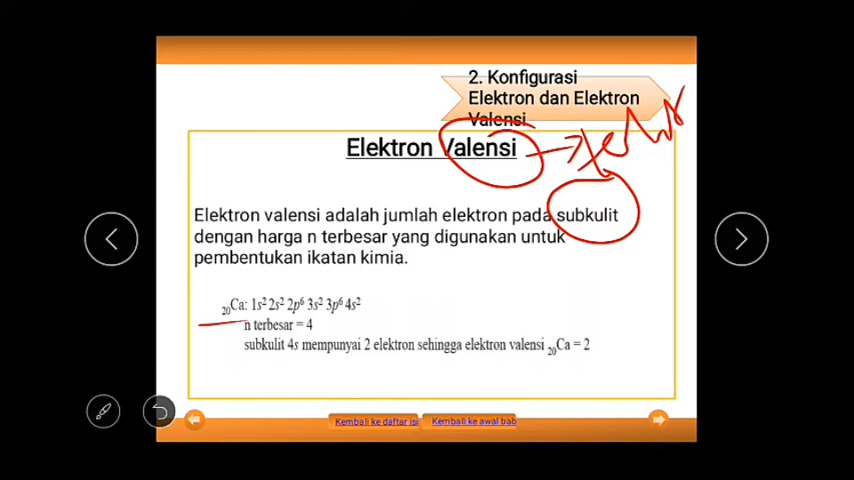 2. Konfigurasi
Elektron dan Elektron
Valensi
Elektron Valensi
Elektron valensi adalah jumlah elektron pada subkulit
dengan harga n terbesar yang digunakan untuk
pembentukan ikatan kimia.
₂₀Ca: 1s² 2s² 2p⁶ 3s² 3p⁶ 4s²
n terbesar = 4
subkulit 4s mempunyai 2 elektron sehingga elektron valensi ₂₀Ca = 2
Kembali ke daftar isi Kembali ke awal bab